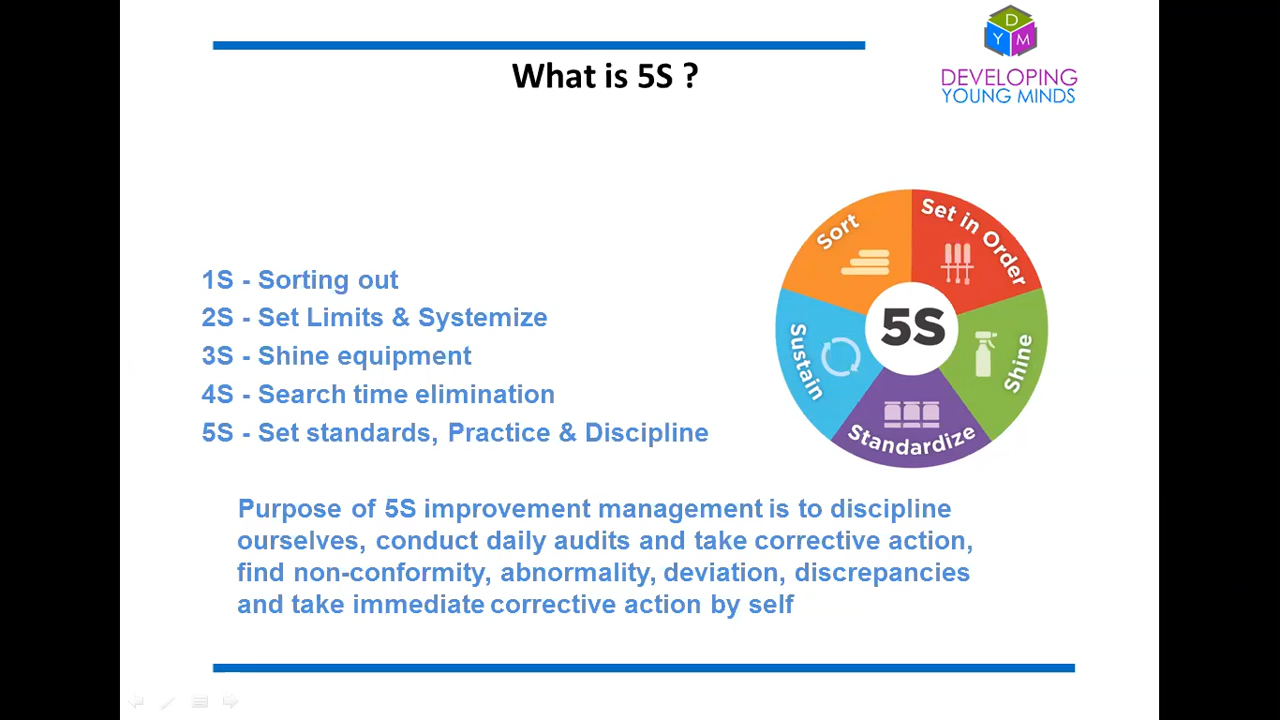 What is 5S ?
D
Y M
DEVELOPING
YOUNG MINDS
1S - Sorting out
2S - Set Limits & Systemize
3S - Shine equipment
4S - Search time elimination
5S - Set standards, Practice & Discipline
Sort
Set in Order
Shine
Standardize
Sustain
5S
Purpose of 5S improvement management is to discipline
ourselves, conduct daily audits and take corrective action,
find non-conformity, abnormality, deviation, discrepancies
and take immediate corrective action by self